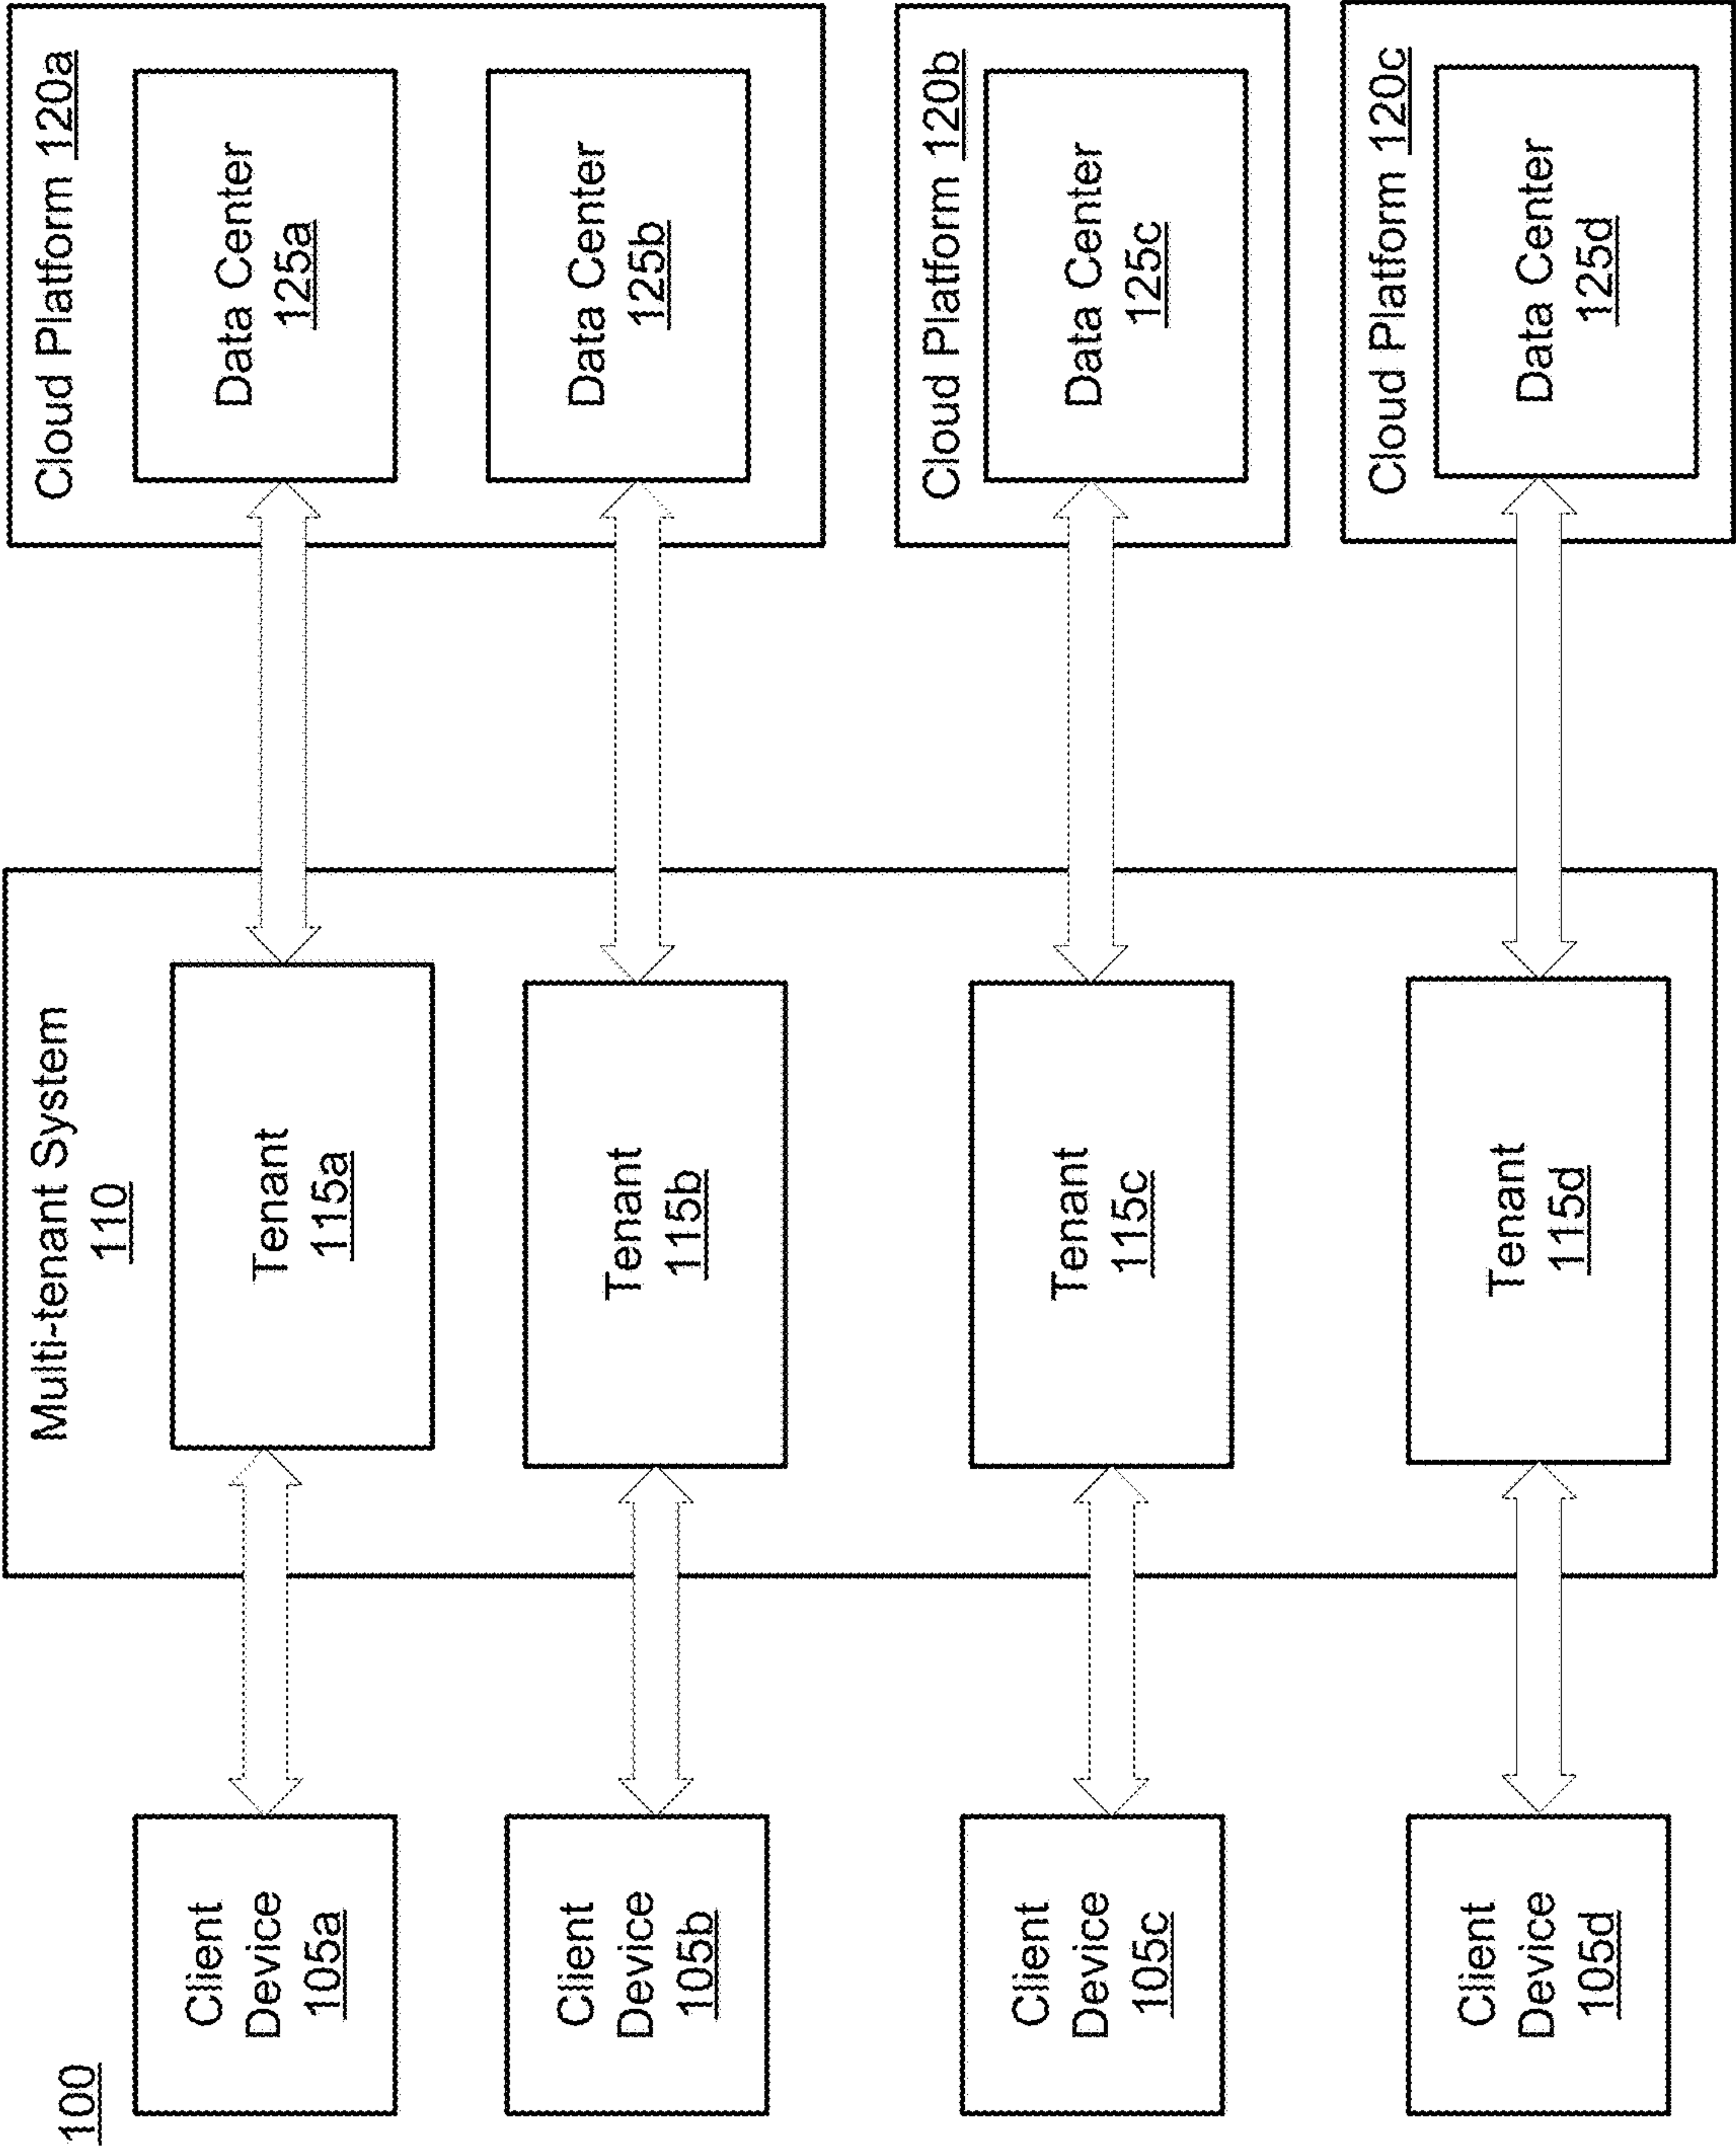 100
Multi-tenant System
110
Cloud Platform 120a
Client
Device
105a
Tenant
115a
Data Center
125a
Client
Device
105b
Tenant
115b
Data Center
125b
Cloud Platform 120b
Client
Device
105c
Tenant
115c
Data Center
125c
Cloud Platform 120c
Client
Device
105d
Tenant
115d
Data Center
125d